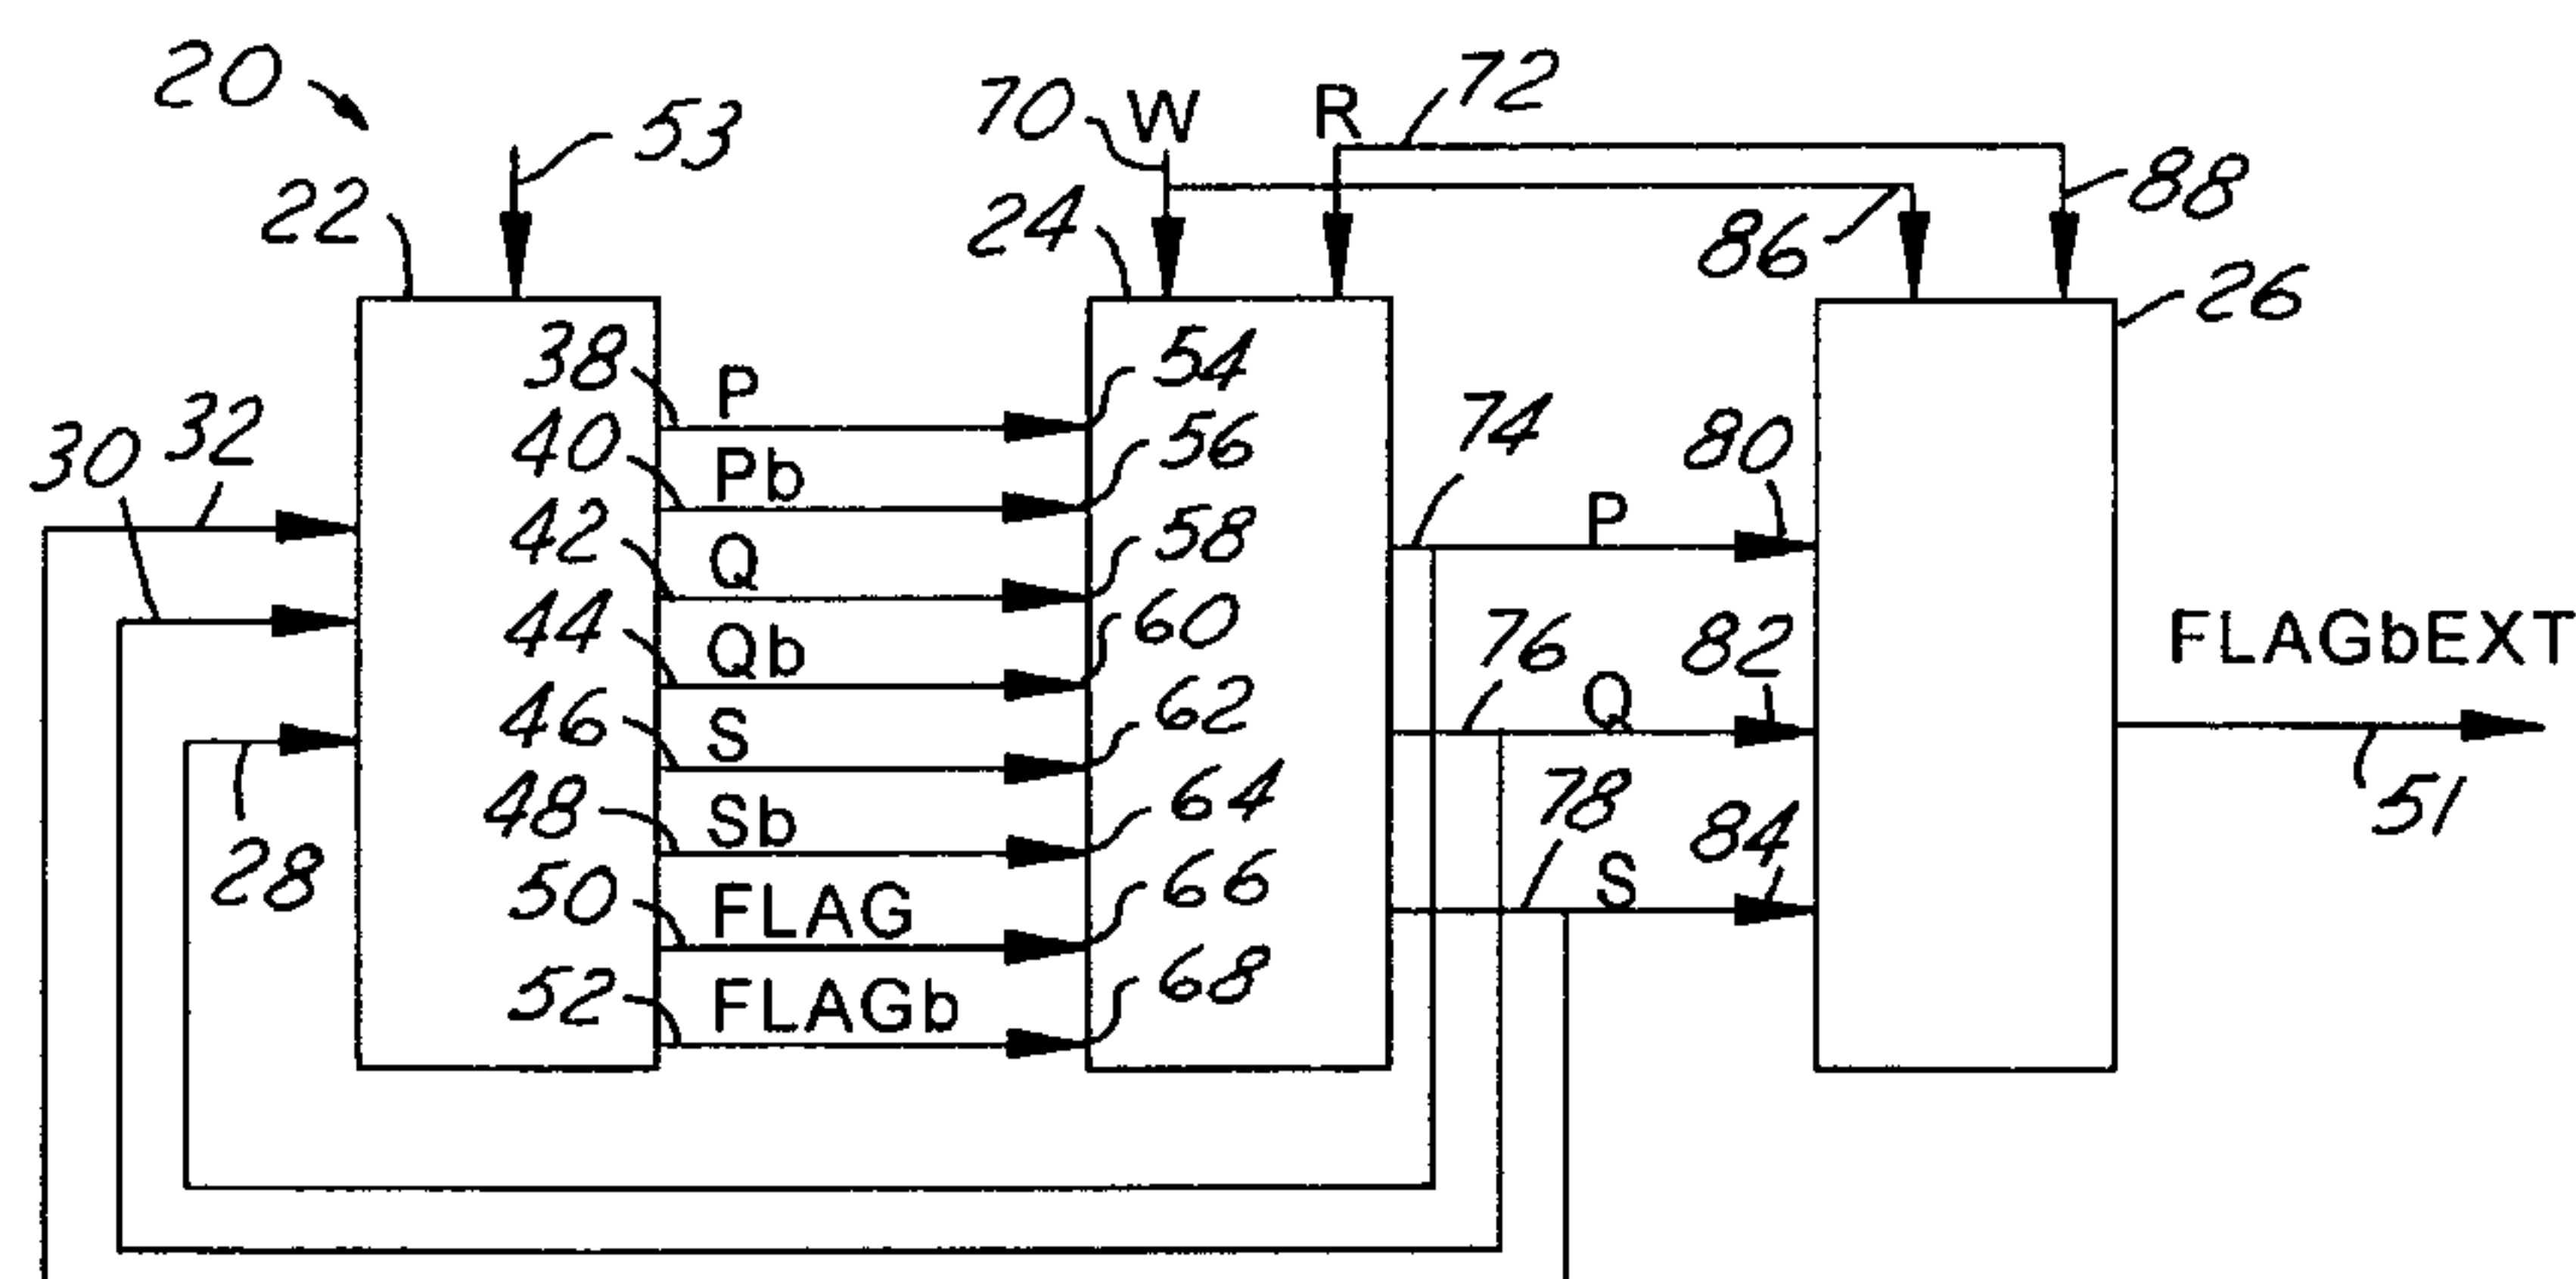 20
53
70 W
R
72
22
24
86
88
26
38 P 54
40 Pb 56
42 Q 58
44 Qb 60
46 S 62
48 Sb 64
50 FLAG 66
52 FLAGb 68
30
32
28
74 P 80
76 Q 82
78 S 84
FLAGbEXT
51